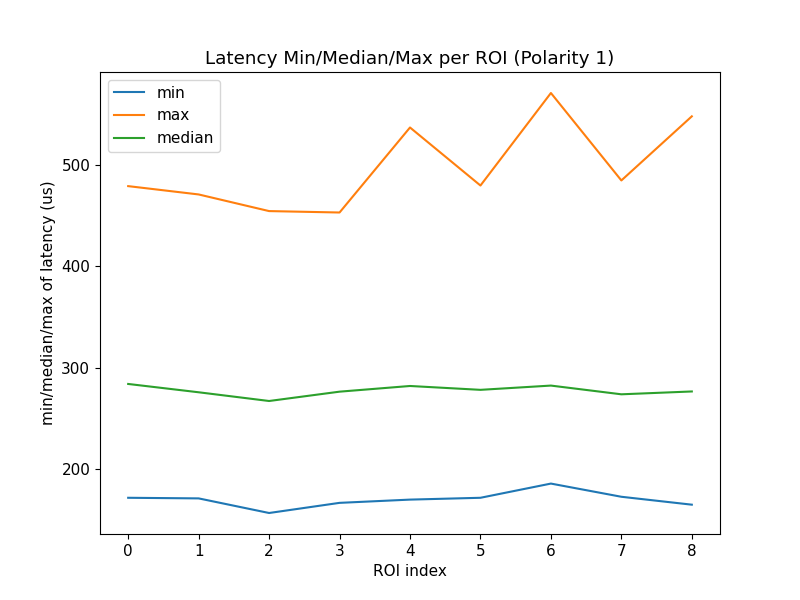 Latency Min/Median/Max per ROI (Polarity 1)
min
max
median
min/median/max of latency (us)
500
400
300
200
0 1 2 3 4 5 6 7 8
ROI index